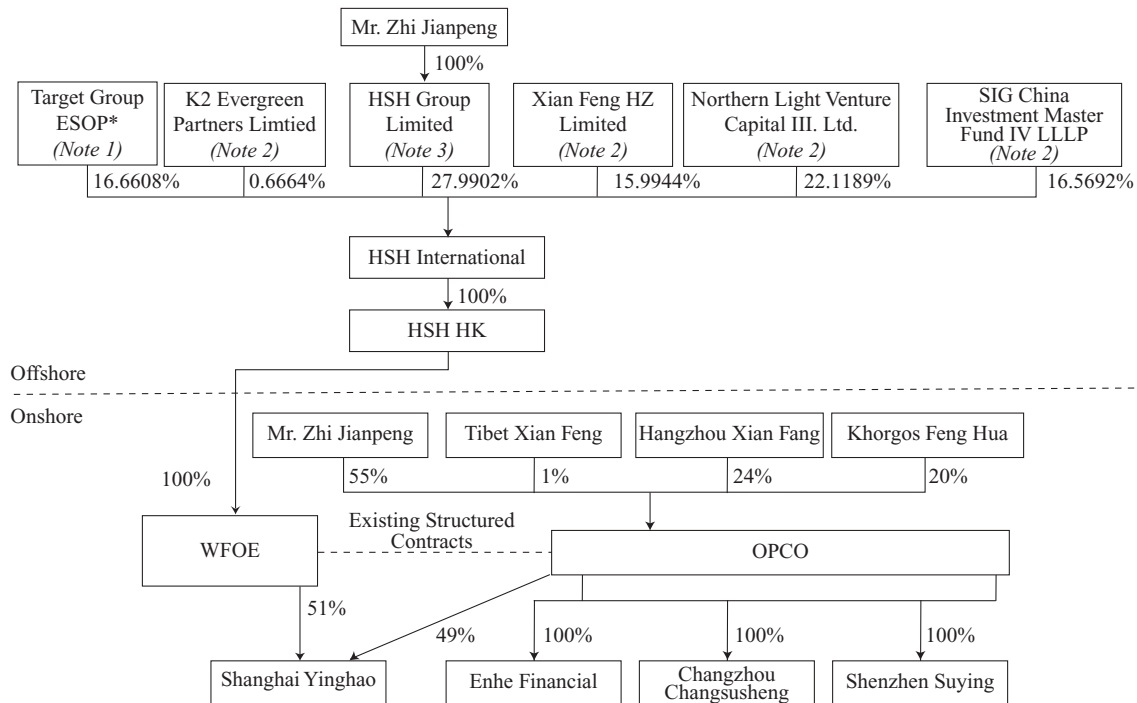 Mr. Zhi Jianpeng
100%
Target Group
ESOP*
(Note 1)
K2 Evergreen
Partners Limtied
(Note 2)
HSH Group
Limited
(Note 3)
Xian Feng HZ
Limited
(Note 2)
Northern Light Venture
Capital III. Ltd.
(Note 2)
SIG China
Investment Master
Fund IV LLLP
(Note 2)
16.6608%
0.6664%
27.9902%
15.9944%
22.1189%
16.5692%
HSH International
100%
HSH HK
Offshore
Onshore
Mr. Zhi Jianpeng
Tibet Xian Feng
Hangzhou Xian Fang
Khorgos Feng Hua
100%
55%
1%
24%
20%
WFOE
Existing Structured
Contracts
OPCO
51%
49%
100%
100%
100%
Shanghai Yinghao
Enhe Financial
Changzhou
Changsusheng
Shenzhen Suying